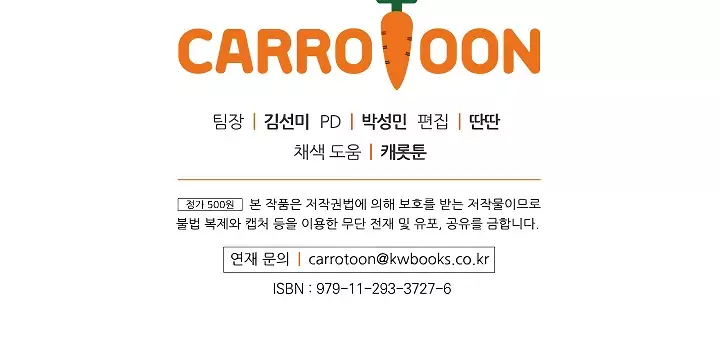 CARROTOON
팀장 | 김선미 PD | 박성민 편집 | 딴딴
채색 도움 | 캐롯툰
정가 500원 본 작품은 저작권법에 의해 보호를 받는 저작물이므로
불법 복제와 캡처 등을 이용한 무단 전재 및 유포, 공유를 금합니다.
연재 문의 | carrotoon@kwbooks.co.kr
ISBN : 979-11-293-3727-6